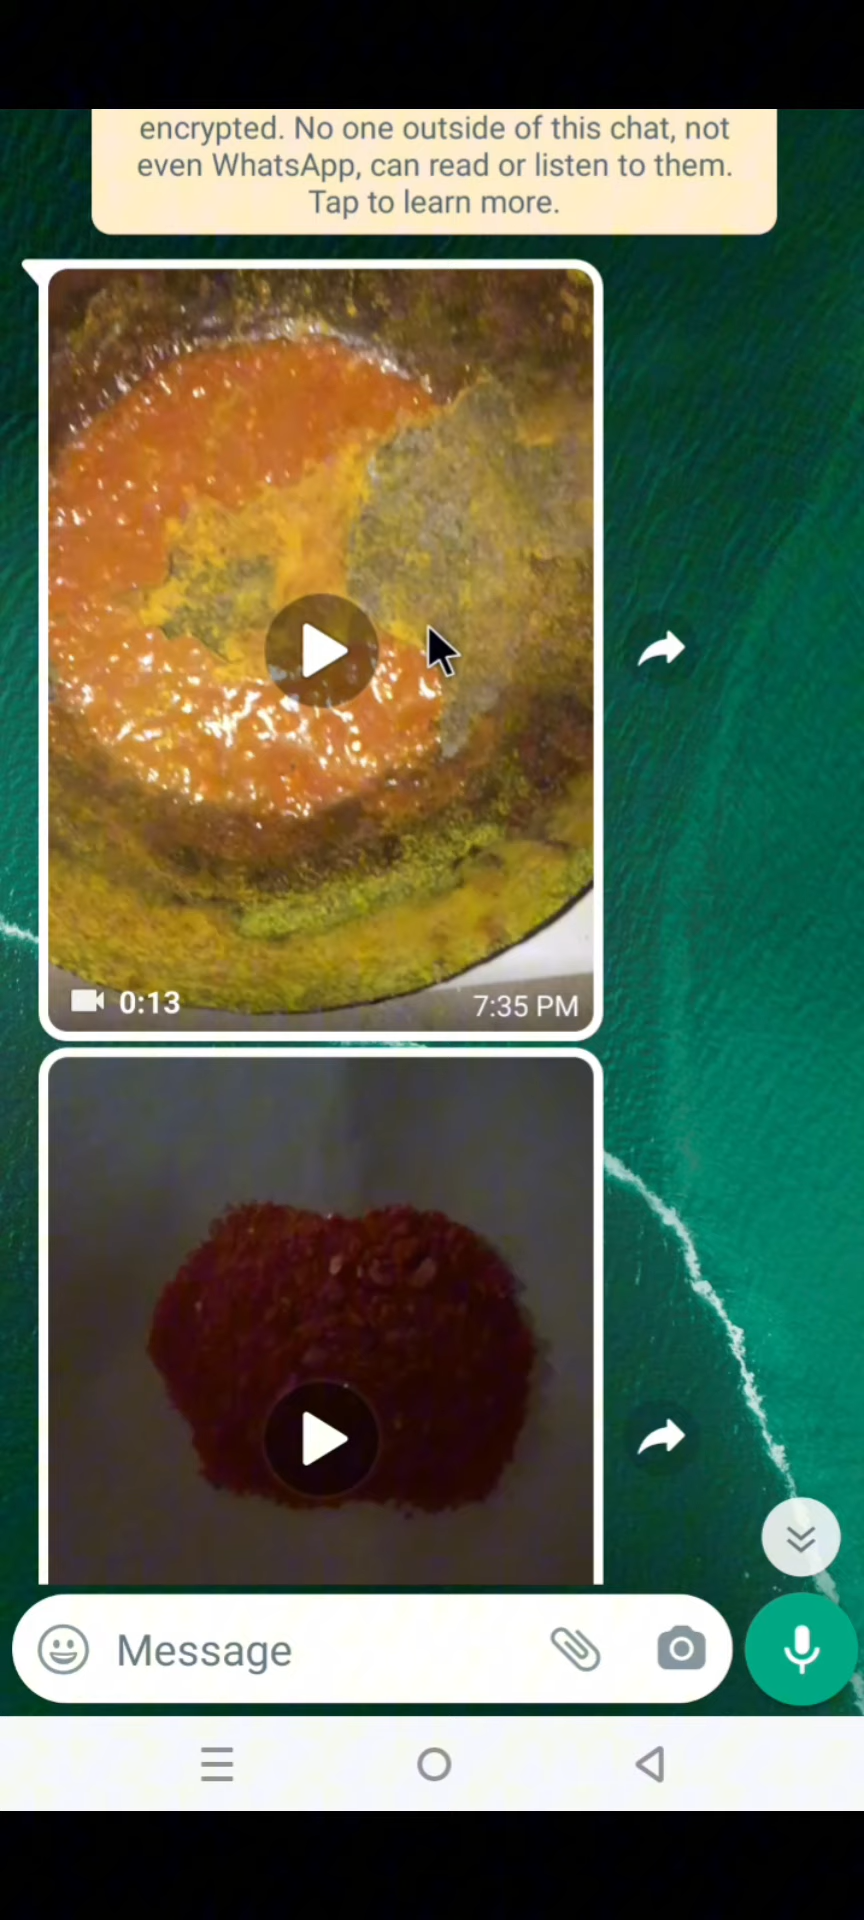 encrypted. No one outside of this chat, not
even WhatsApp, can read or listen to them.
Tap to learn more.
0:13
7:35 PM
Message